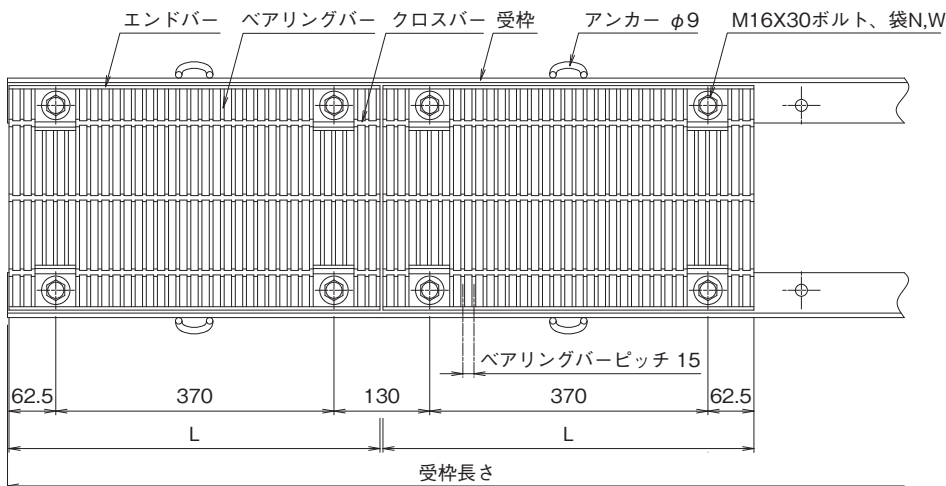 エンドバー ベアリングバー クロスバー 受枠 アンカー φ9 M16X30ボルト、袋N,W
ベアリングバーピッチ 15
62.5 370 130 370 62.5
L L
受枠長さ